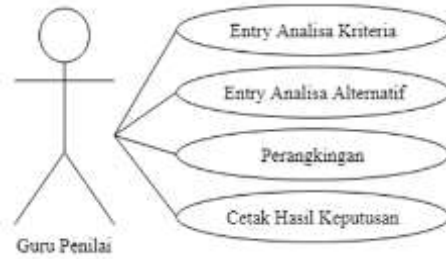 Entry Analisa Kriteria
Entry Analisa Alternatif
Perangkingan
Cetak Hasil Keputusan
Guru Penilai